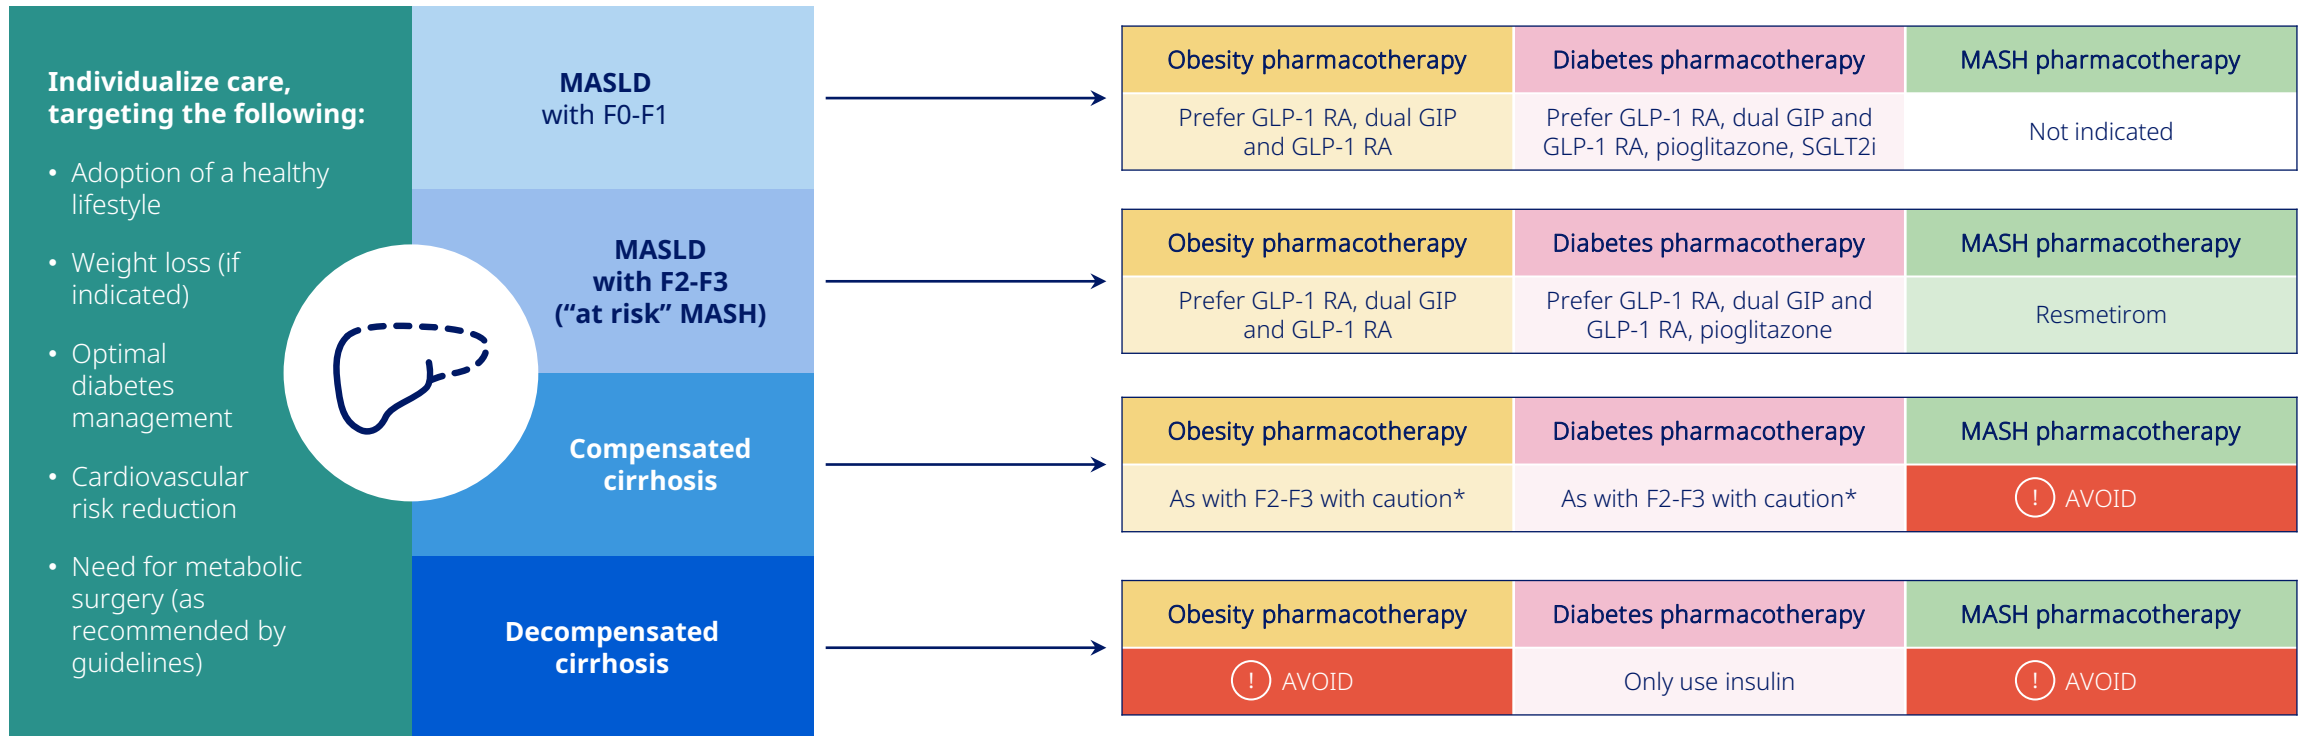 Individualize care,
targeting the following:
• Adoption of a healthy
lifestyle
• Weight loss (if
indicated)
• Optimal
diabetes
management
• Cardiovascular
risk reduction
• Need for metabolic
surgery (as
recommended by
guidelines)
MASLD
with F0-F1
Obesity pharmacotherapy
Diabetes pharmacotherapy
MASH pharmacotherapy
Prefer GLP-1 RA, dual GIP
and GLP-1 RA
Prefer GLP-1 RA, dual GIP and
GLP-1 RA, pioglitazone, SGLT2i
Not indicated
MASLD
with F2-F3
(“at risk” MASH)
Obesity pharmacotherapy
Diabetes pharmacotherapy
MASH pharmacotherapy
Prefer GLP-1 RA, dual GIP
and GLP-1 RA
Prefer GLP-1 RA, dual GIP and
GLP-1 RA, pioglitazone
Resmetirom
Compensated
cirrhosis
Obesity pharmacotherapy
Diabetes pharmacotherapy
MASH pharmacotherapy
As with F2-F3 with caution*
As with F2-F3 with caution*
! AVOID
Decompensated
cirrhosis
Obesity pharmacotherapy
Diabetes pharmacotherapy
MASH pharmacotherapy
! AVOID
Only use insulin
! AVOID